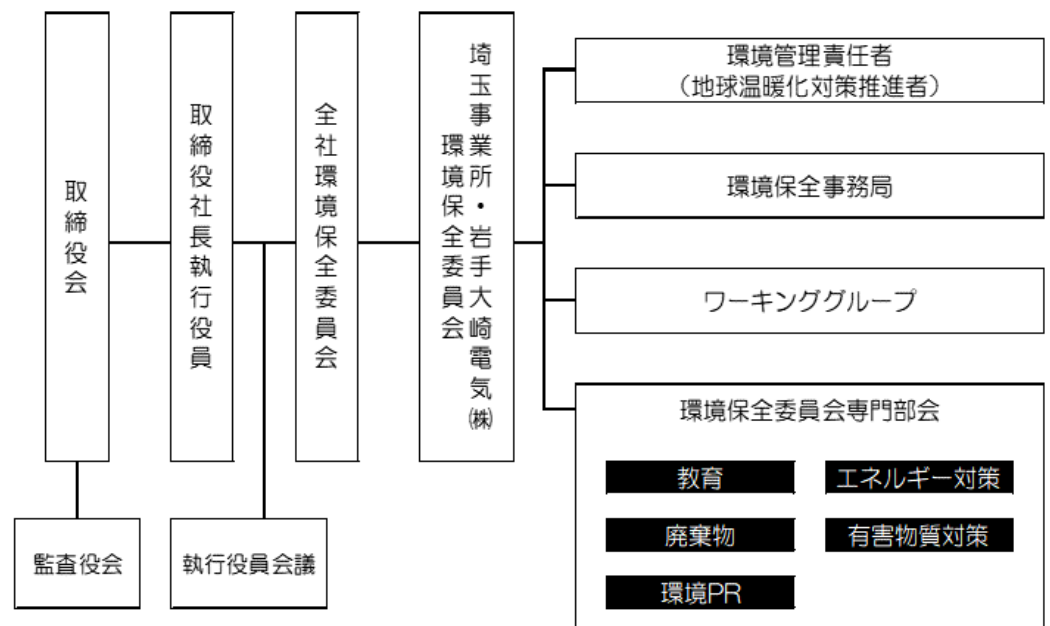 取締役会
取締役社長執行役員
全社環境保全委員会
埼玉事業所・岩手大崎電気㈱
環境保全委員会
環境管理責任者
（地球温暖化対策推進者）
環境保全事務局
ワーキンググループ
環境保全委員会専門部会
教育
エネルギー対策
廃棄物
有害物質対策
環境PR
監査役会
執行役員会議